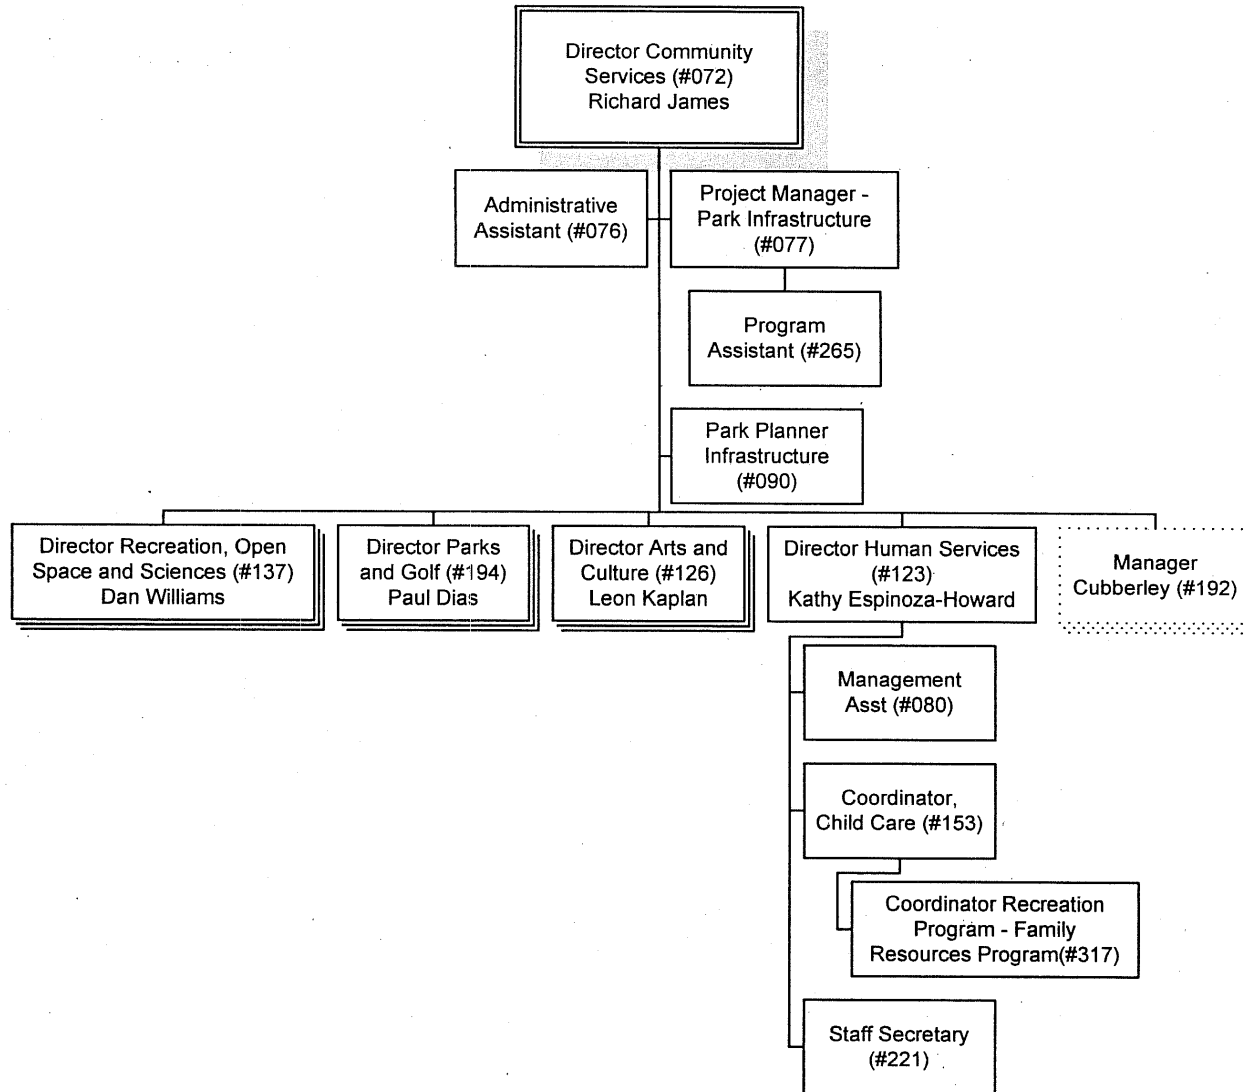 Director Community
Services (#072)
Richard James
Administrative
Assistant (#076)
Project Manager -
Park Infrastructure
(#077)
Program
Assistant (#265)
Park Planner
Infrastructure
(#090)
Director Recreation, Open
Space and Sciences (#137)
Dan Williams
Director Parks
and Golf (#194)
Paul Dias
Director Arts and
Culture (#126)
Leon Kaplan
Director Human Services
(#123)
Kathy Espinoza-Howard
Manager
Cubberley (#192)
Management
Asst (#080)
Coordinator,
Child Care (#153)
Coordinator Recreation
Program - Family
Resources Program(#317)
Staff Secretary
(#221)